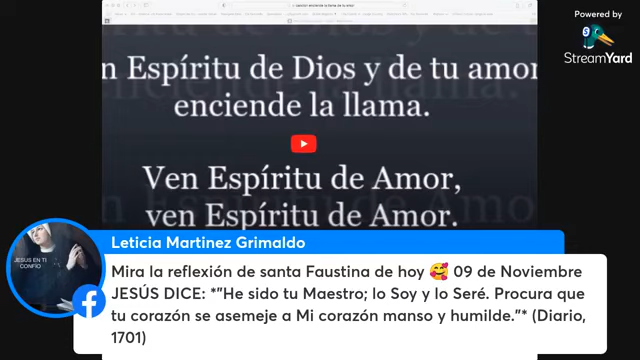 Powered by
StreamYard
n Espíritu de Dios y de tu amor
enciende la llama.
Ven Espíritu de Amor,
ven Espíritu de Amor.
JESUS EN TI
CONFIO
Leticia Martinez Grimaldo
Mira la reflexión de santa Faustina de hoy 🥰 09 de Noviembre
JESÚS DICE: *"He sido tu Maestro; lo Soy y lo Seré. Procura que
tu corazón se asemeje a Mi corazón manso y humilde."* (Diario,
1701)